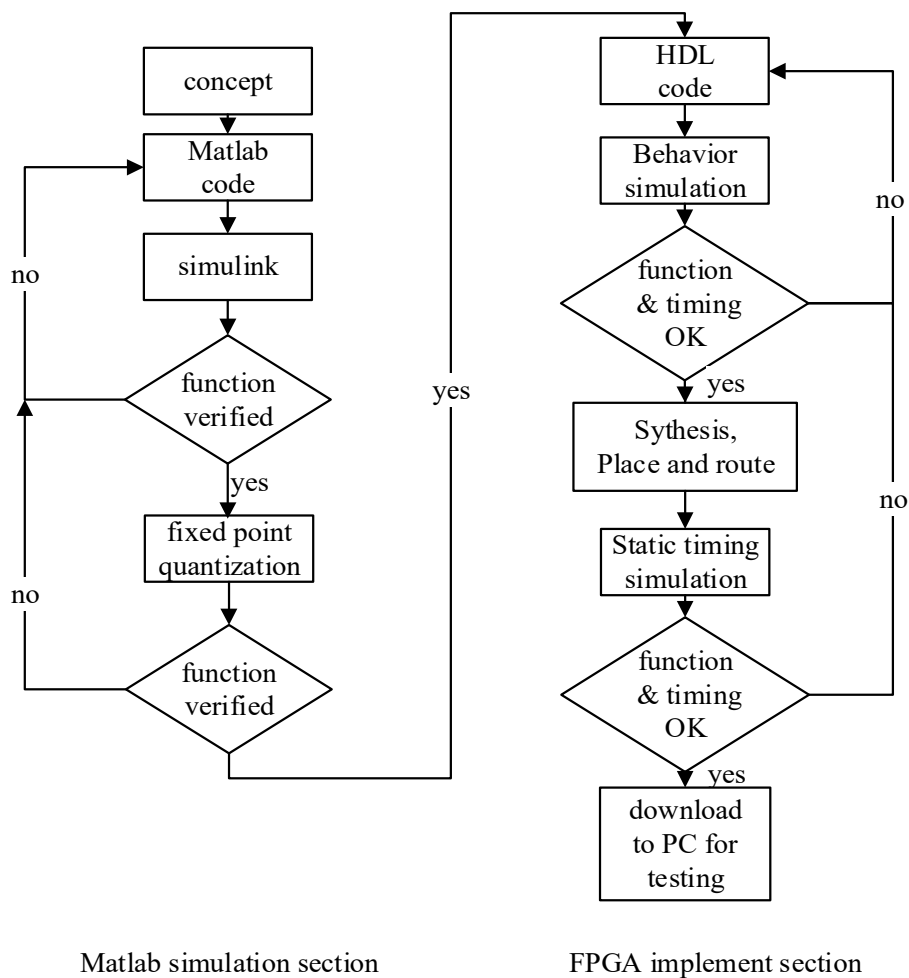 concept
Matlab
code
simulink
no
function
verified
yes
fixed point
quantization
no
function
verified
yes
HDL
code
Behavior
simulation
no
function
& timing
OK
yes
Sythesis,
Place and route
no
Static timing
simulation
function
& timing
OK
yes
download
to PC for
testing
Matlab simulation section
FPGA implement section